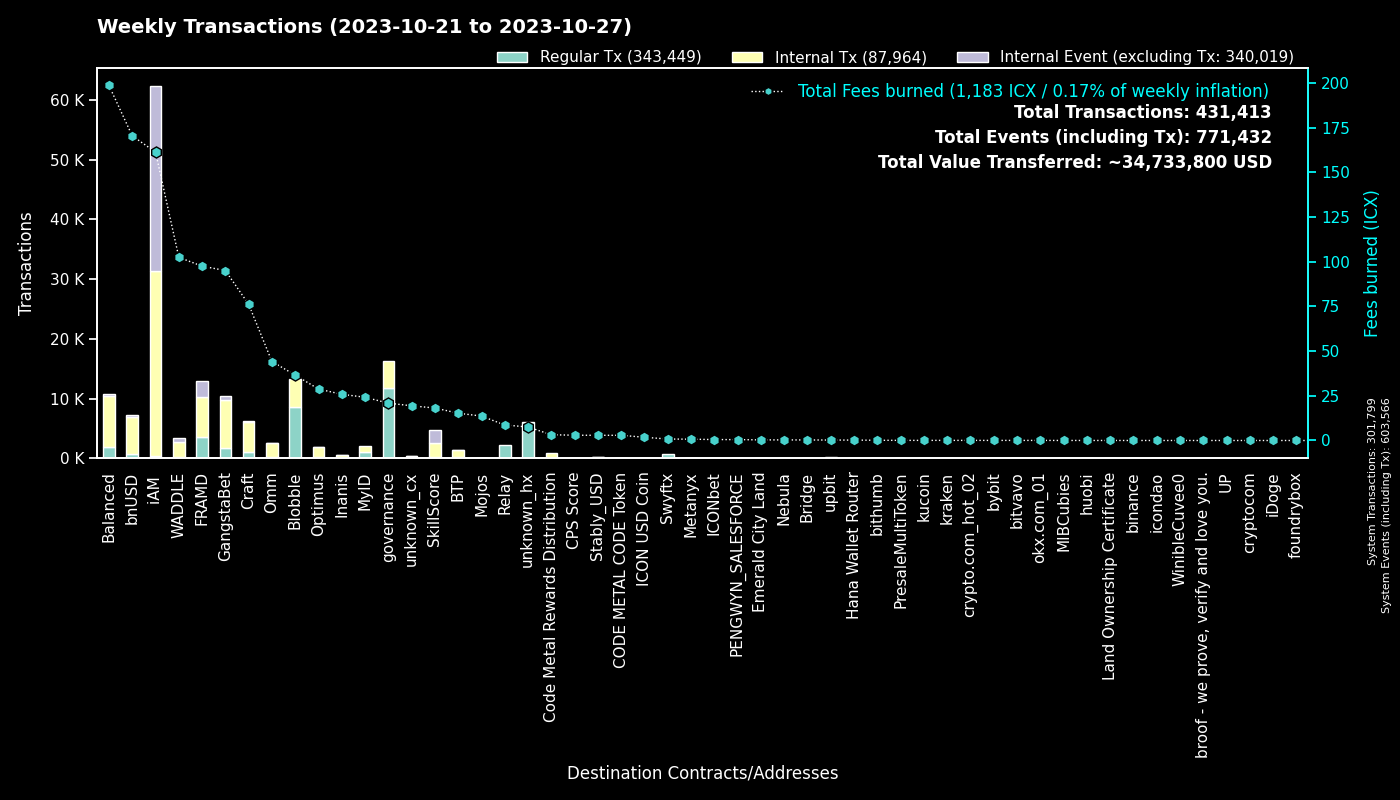 Weekly Transactions (2023-10-21 to 2023-10-27)
Regular Tx (343,449)
Internal Tx (87,964)
Internal Event (excluding Tx: 340,019)
Total Fees burned (1,183 ICX / 0.17% of weekly inflation)
Total Transactions: 431,413
Total Events (including Tx): 771,432
Total Value Transferred: ~34,733,800 USD
Transactions
60 K
50 K
40 K
30 K
20 K
10 K
0 K
200
175
150
125
100
75
50
25
0
Fees burned (ICX)
System Transactions: 301,799
System Events (including Tx): 603,566
Balanced
bnUSD
iAM
WADDLE
FRAMD
GangstaBet
Craft
Omm
Blobble
Optimus
Inanis
MyID
governance
unknown_cx
SkillScore
BTP
Mojos
Relay
unknown_hx
Code Metal Rewards Distribution
CPS Score
Stably_USD
CODE METAL CODE Token
ICON USD Coin
Swyftx
Metanyx
ICONbet
PENGWYN_SALESFORCE
Emerald City Land
Nebula
Bridge
upbit
Hana Wallet Router
bithumb
PresaleMultiToken
kucoin
kraken
crypto.com_hot_02
bybit
bitvavo
okx.com_01
MIBCubies
huobi
Land Ownership Certificate
binance
icondao
WinibleCuvee0
broof - we prove, verify and love you.
UP
cryptocom
iDoge
foundrybox
Destination Contracts/Addresses